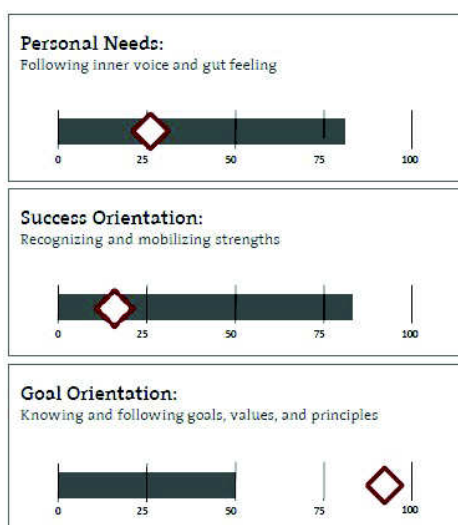 Personal Needs:
Following inner voice and gut feeling
0 25 50 75 100
Success Orientation:
Recognizing and mobilizing strengths
0 25 50 75 100
Goal Orientation:
Knowing and following goals, values, and principles
0 25 50 75 100